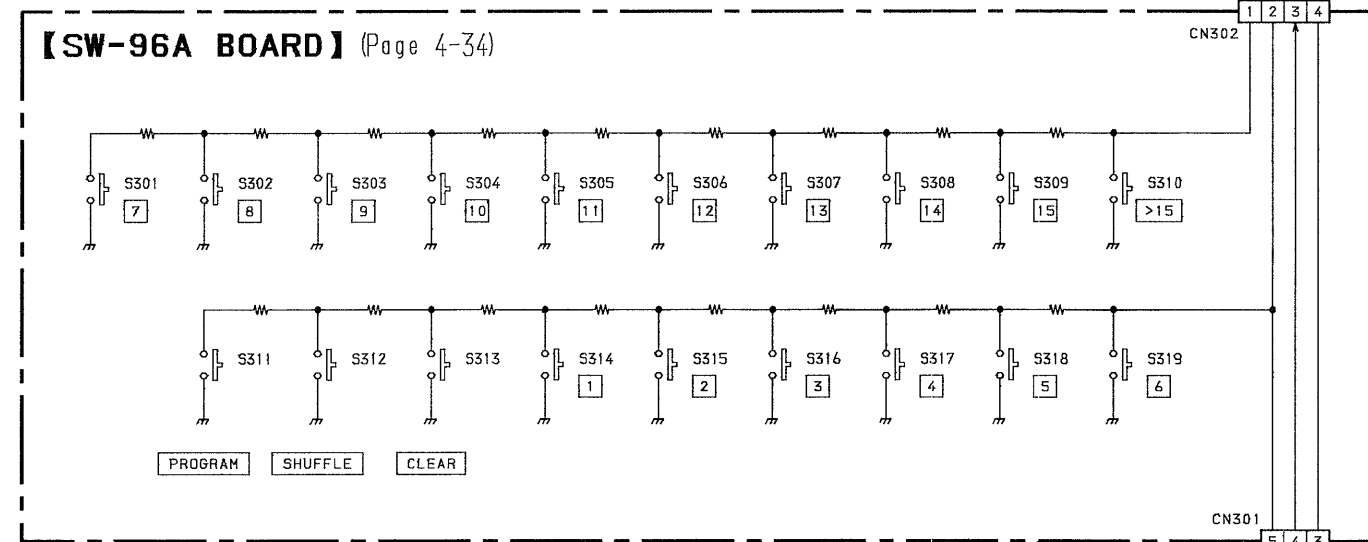 1 2 3 4
CN302
【SW-96A BOARD】 (Page 4-34)
S301 S302 S303 S304 S305 S306 S307 S308 S309 S310
7 8 9 10 11 12 13 14 15 >15
S311 S312 S313 S314 S315 S316 S317 S318 S319
1 2 3 4 5 6
PROGRAM SHUFFLE CLEAR
CN301
5 4 3